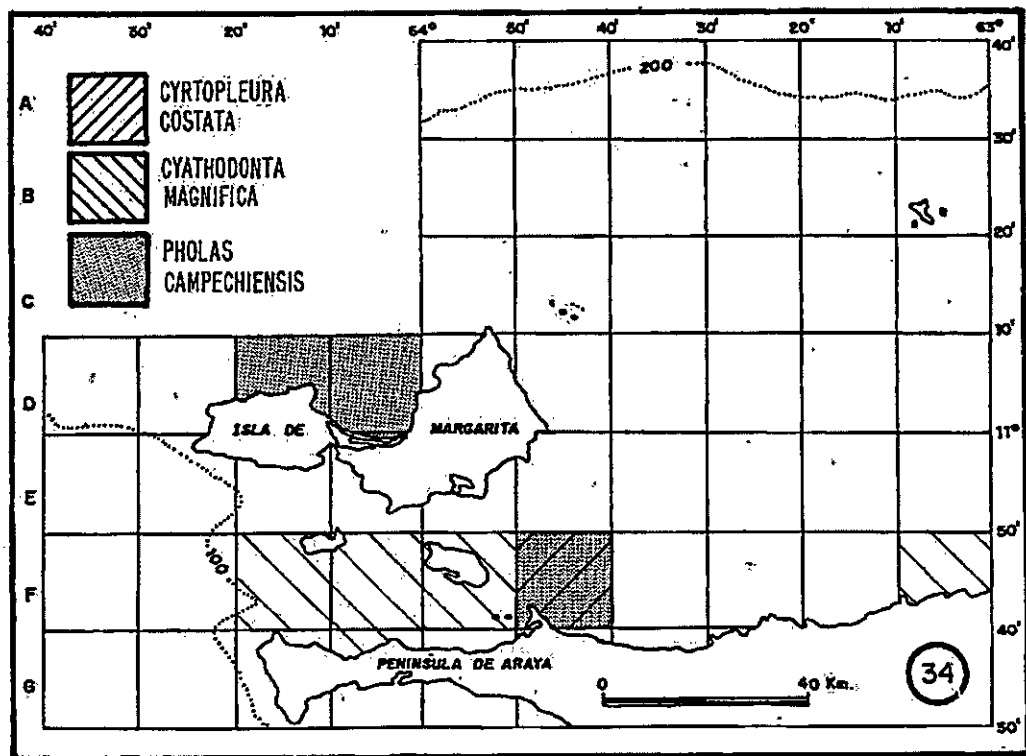 40' 30' 20' 10' 64° 50' 40' 30' 20' 10' 63°
40'
200
A
CYRTOPLEURA
COSTATA
30'
B
CYATHODONTA
MAGNIFICA
20'
C
PHOLAS
CAMPECHIENSIS
10'
D
ISLA DE MARGARITA
11°
E
50'
100
F
40'
PENINSULA DE ARAYA
G
0 40 Km.
34
30'